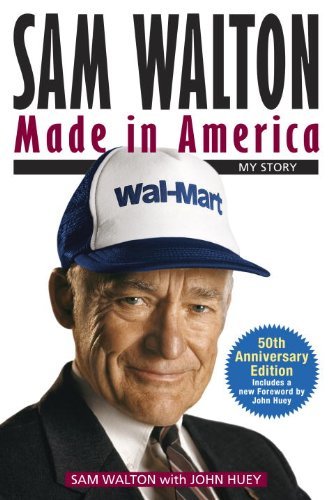 SAM WALTON
Made in America
MY STORY
Wal-Mart
50th
Anniversary
Edition
Includes a
new Foreword by
John Huey
SAM WALTON with JOHN HUEY